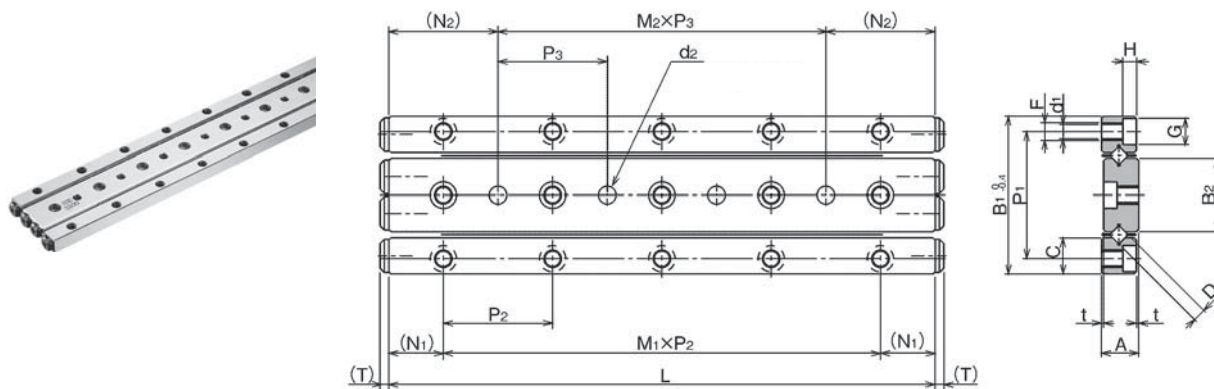 (N₂)
M₂×P₃
(N₂)
P₃
d₂
H
F
d₁
G
P₁
B₁ ⁰₋₀.₄
B₂
C
D
P₂
t
t
(N₁)
M₁×P₂
(N₁)
A
(T)
L
(T)